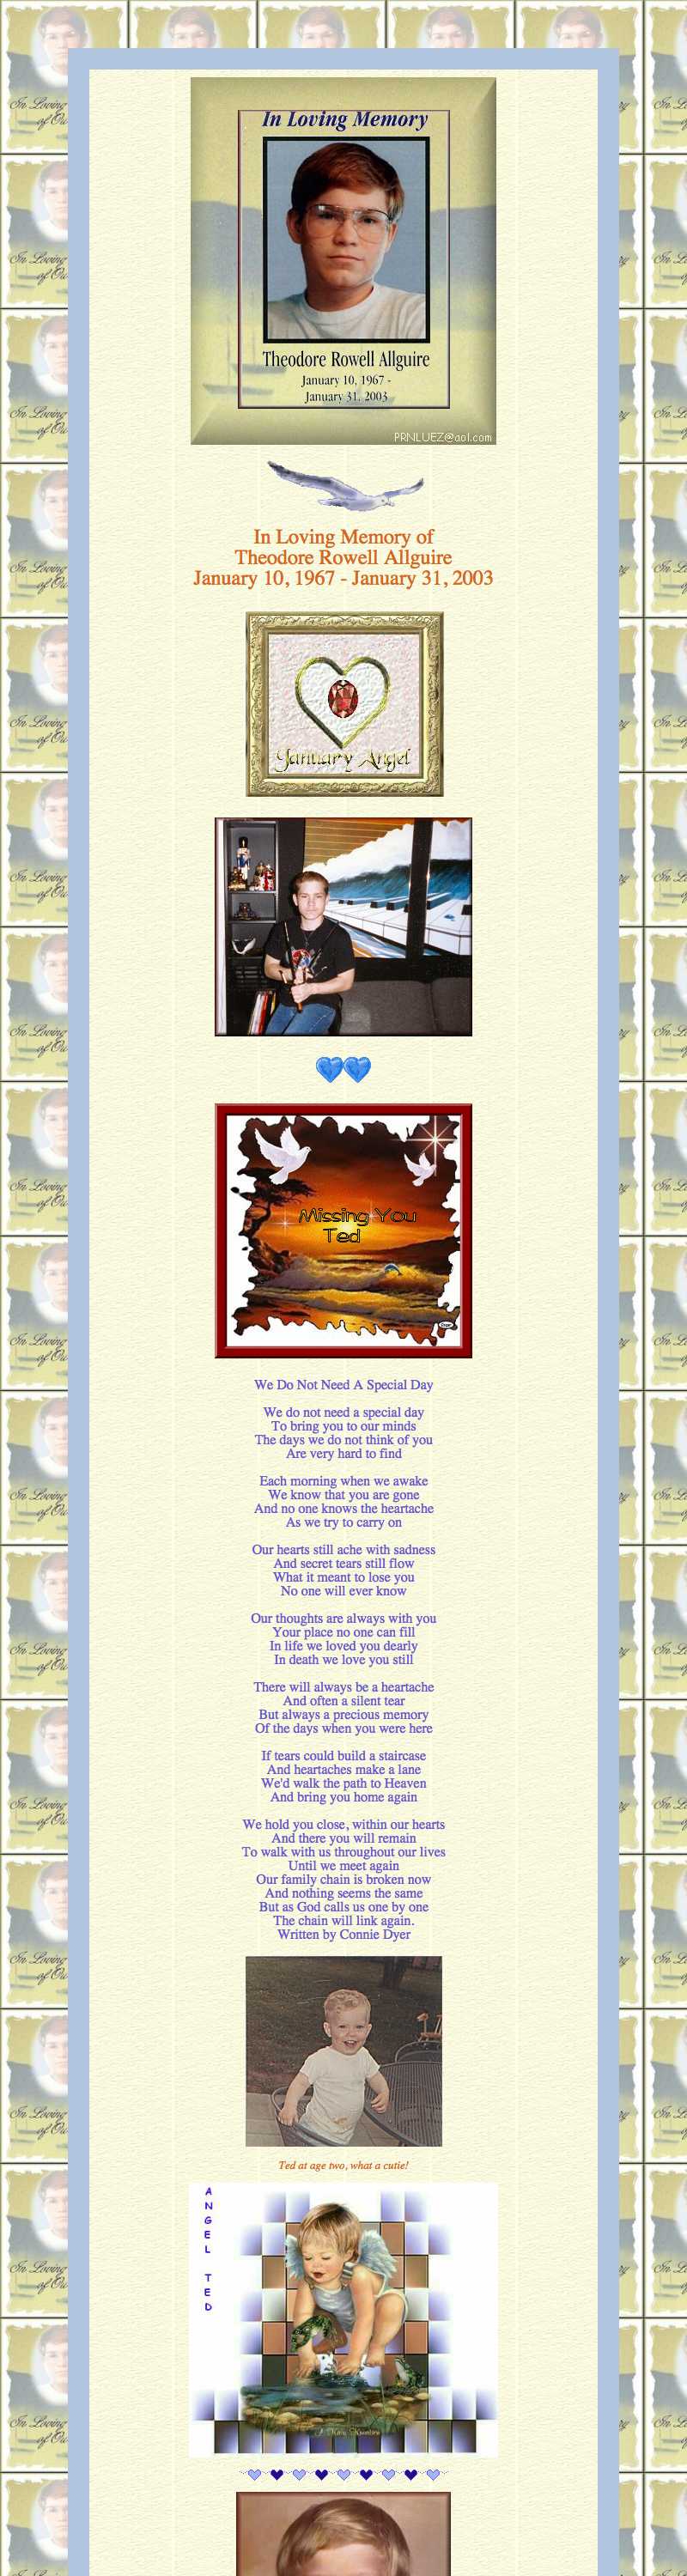 In Loving Memory
Theodore Rowell Allguire
January 10, 1967 -
January 31, 2003
PRNLUEZ@aol.com
In Loving Memory of
Theodore Rowell Allguire
January 10, 1967 - January 31, 2003
January Angel
Missing You
Ted
We Do Not Need A Special Day
We do not need a special day
To bring you to our minds
The days we do not think of you
Are very hard to find
Each morning when we awake
We know that you are gone
And no one knows the heartache
As we try to carry on
Our hearts still ache with sadness
And secret tears still flow
What it meant to lose you
No one will ever know
Our thoughts are always with you
Your place no one can fill
In life we loved you dearly
In death we love you still
There will always be a heartache
And often a silent tear
But always a precious memory
Of the days when you were here
If tears could build a staircase
And heartaches make a lane
We'd walk the path to Heaven
And bring you home again
We hold you close, within our hearts
And there you will remain
To walk with us throughout our lives
Until we meet again
Our family chain is broken now
And nothing seems the same
But as God calls us one by one
The chain will link again.
Written by Connie Dyer
Ted at age two, what a cutie!
ANGEL TED